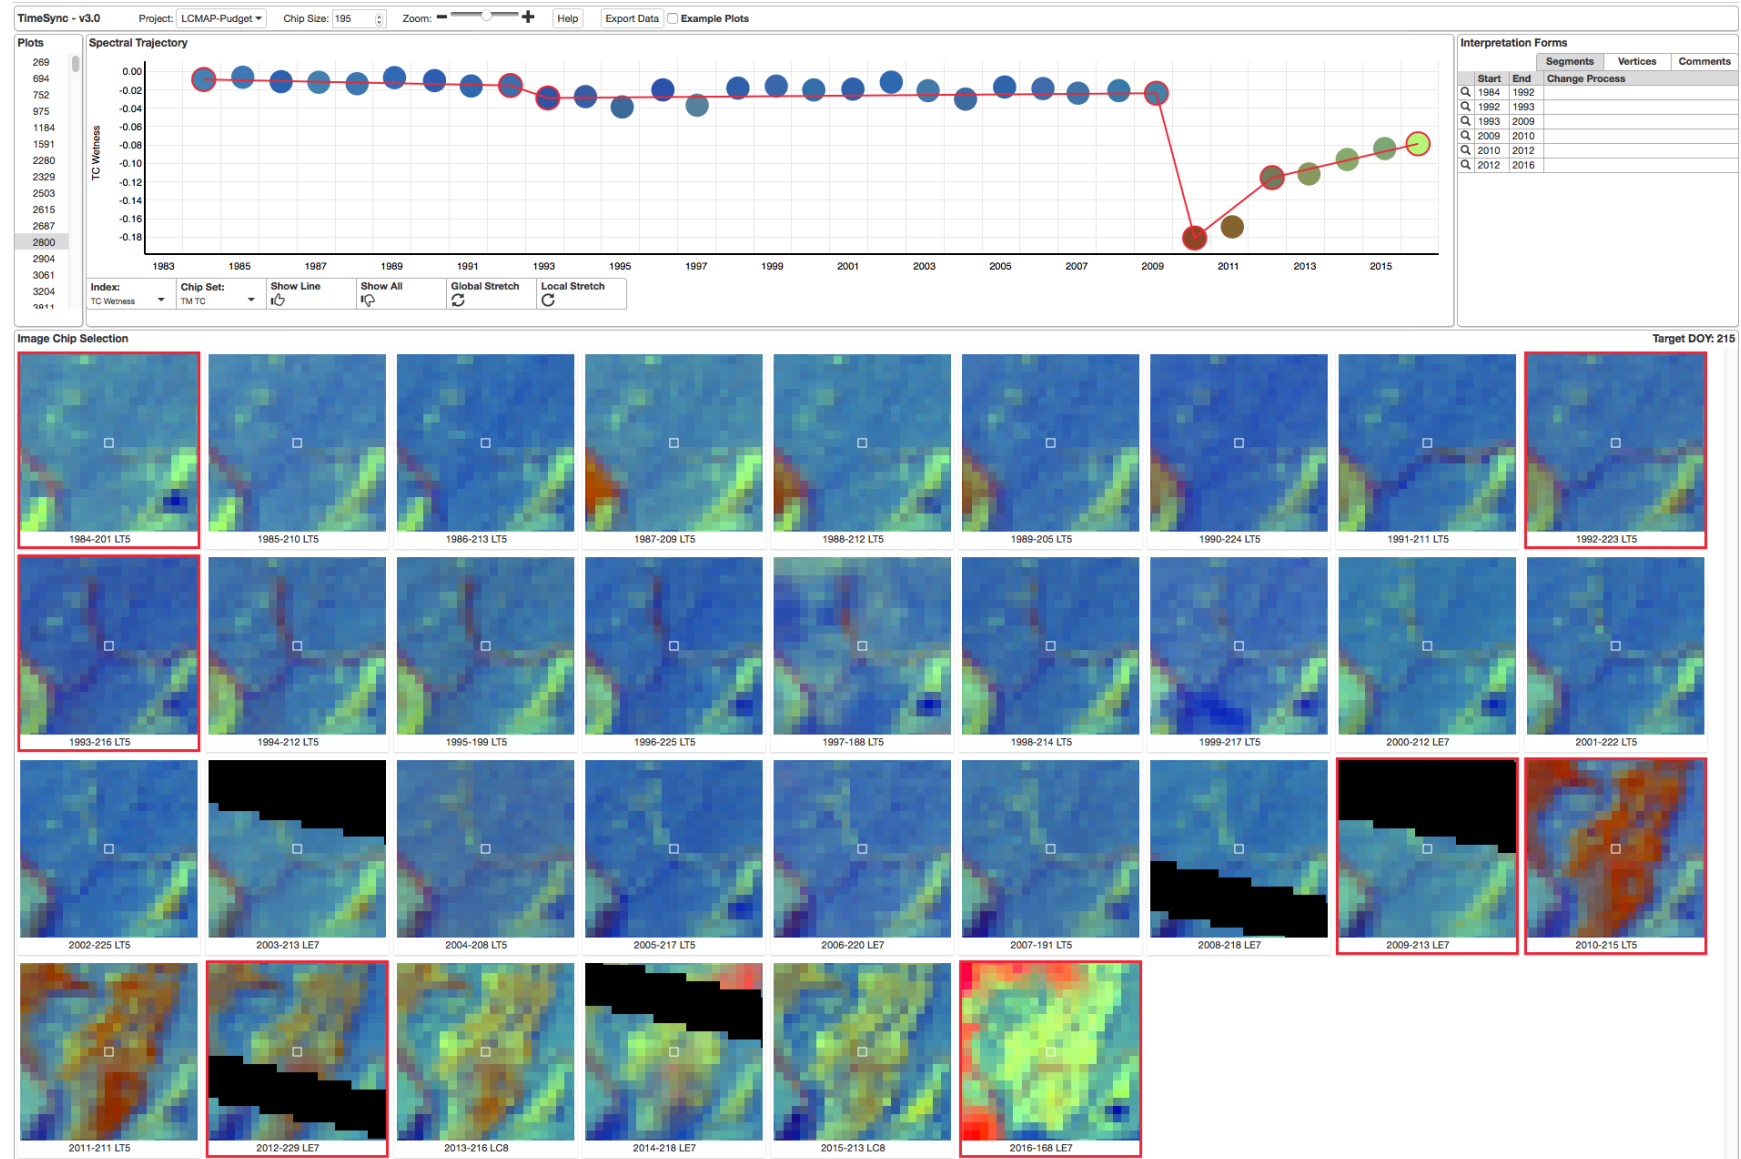 TimeSync - v3.0 Project: LCMAP-Pudget Chip Size: 195 Zoom: Help Export Data Example Plots
Plots
269
694
752
975
1184
1591
2280
2329
2503
2615
2687
2800
2904
3061
3204
3811
Spectral Trajectory
TC Wetness
0.00
-0.02
-0.04
-0.06
-0.08
-0.10
-0.12
-0.14
-0.16
-0.18
1983 1985 1987 1989 1991 1993 1995 1997 1999 2001 2003 2005 2007 2009 2011 2013 2015
Index: Chip Set: Show Line Show All Global Stretch Local Stretch
TC Wetness TM TC
Interpretation Forms
Segments Vertices Comments
Start End Change Process
1984 1992
1992 1993
1993 2009
2009 2010
2010 2012
2012 2016
Image Chip Selection Target DOY: 215
1984-201 LT5 1985-210 LT5 1986-213 LT5 1987-209 LT5 1988-212 LT5 1989-205 LT5 1990-224 LT5 1991-211 LT5 1992-223 LT5
1993-216 LT5 1994-212 LT5 1995-199 LT5 1996-225 LT5 1997-188 LT5 1998-214 LT5 1999-217 LT5 2000-212 LE7 2001-222 LT5
2002-225 LT5 2003-213 LE7 2004-208 LT5 2005-217 LT5 2006-220 LE7 2007-191 LT5 2008-218 LE7 2009-213 LE7 2010-215 LT5
2011-211 LT5 2012-229 LE7 2013-216 LC8 2014-218 LE7 2015-213 LC8 2016-168 LE7